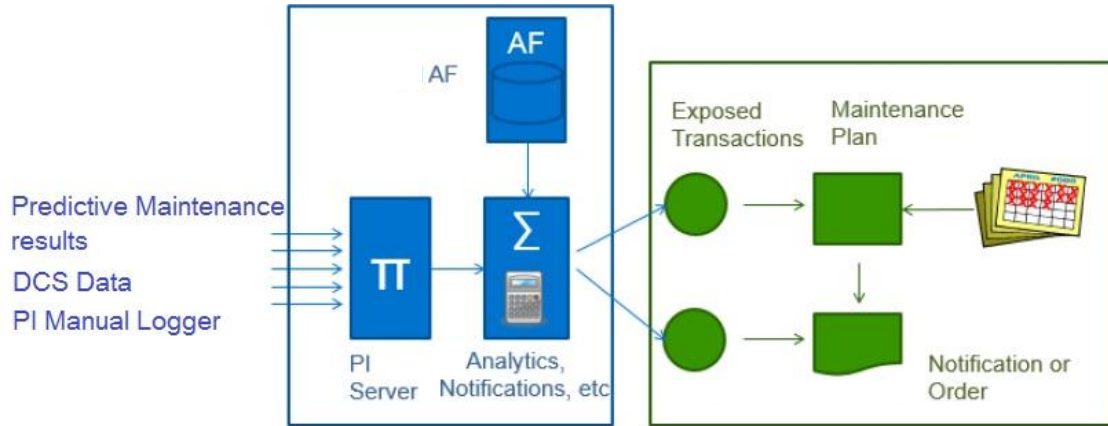 AF
AF
Exposed
Transactions
Maintenance
Plan
APRIL
Predictive Maintenance
results
DCS Data
PI Manual Logger
π
Σ
PI
Server
Analytics,
Notifications, etc
Notification or
Order